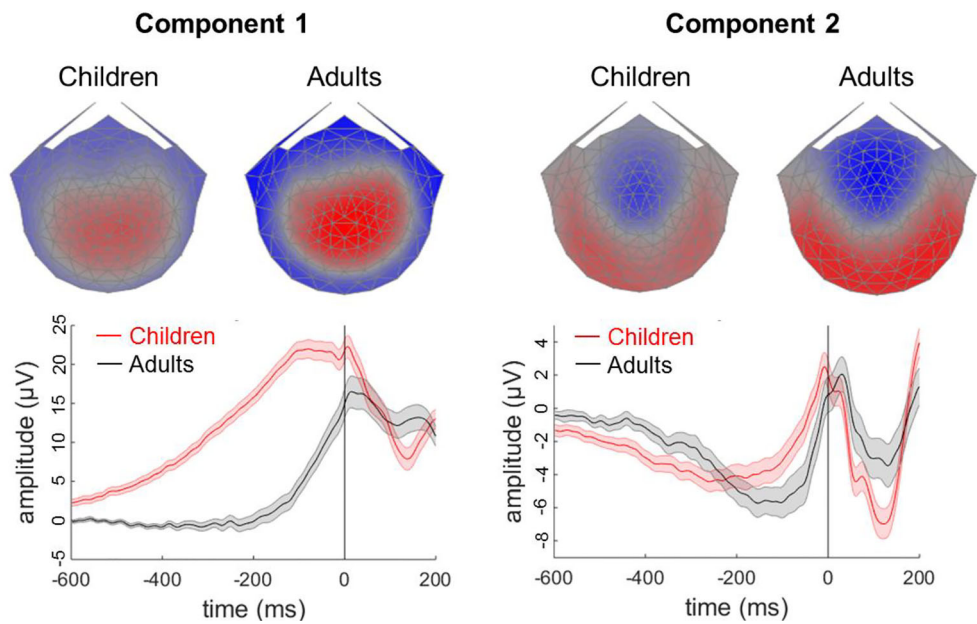 Component 1
Children
Adults
Component 2
Children
Adults
25
20
15
10
5
0
-5
amplitude (µV)
Children
Adults
-600
-400
-200
0
200
time (ms)
4
2
0
-2
-4
-6
-8
amplitude (µV)
Children
Adults
-600
-400
-200
0
200
time (ms)